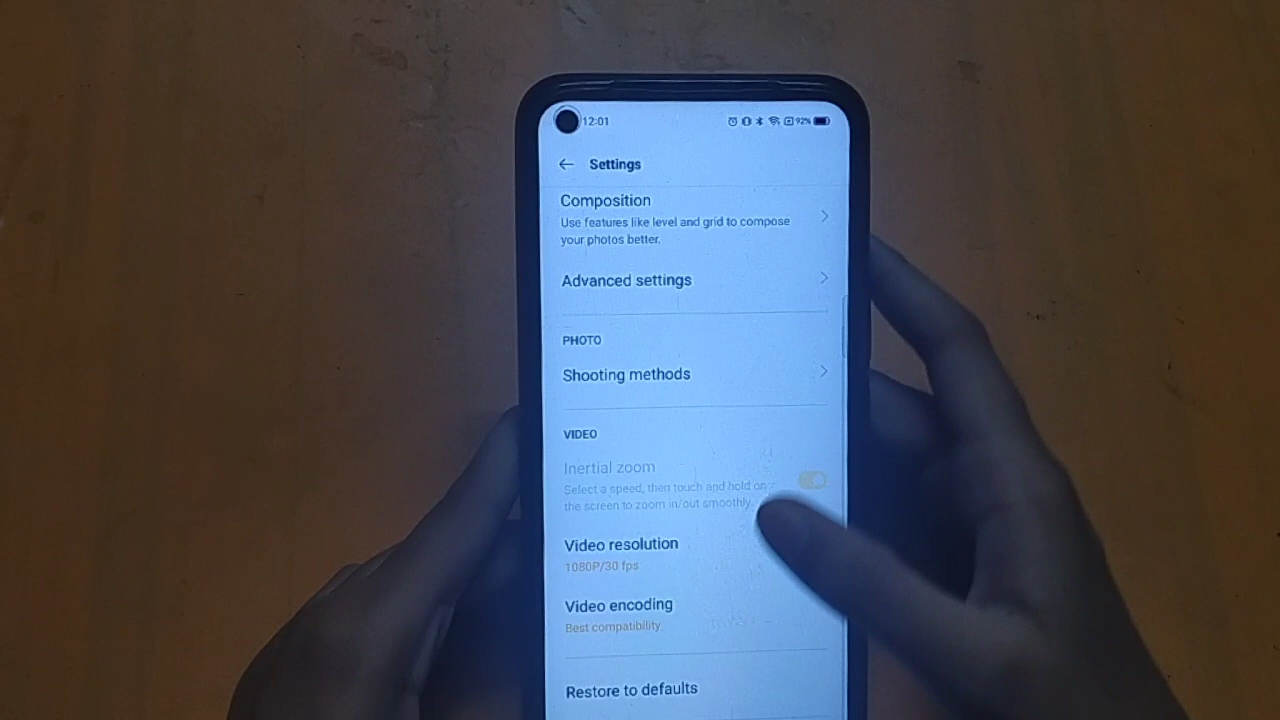 12:01
92%
Settings
Composition
Use features like level and grid to compose
your photos better.
Advanced settings
PHOTO
Shooting methods
VIDEO
Inertial zoom
Select a speed, then touch and hold on
the screen to zoom in/out smoothly.
Video resolution
1080P/30 fps
Video encoding
Best compatibility
Restore to defaults